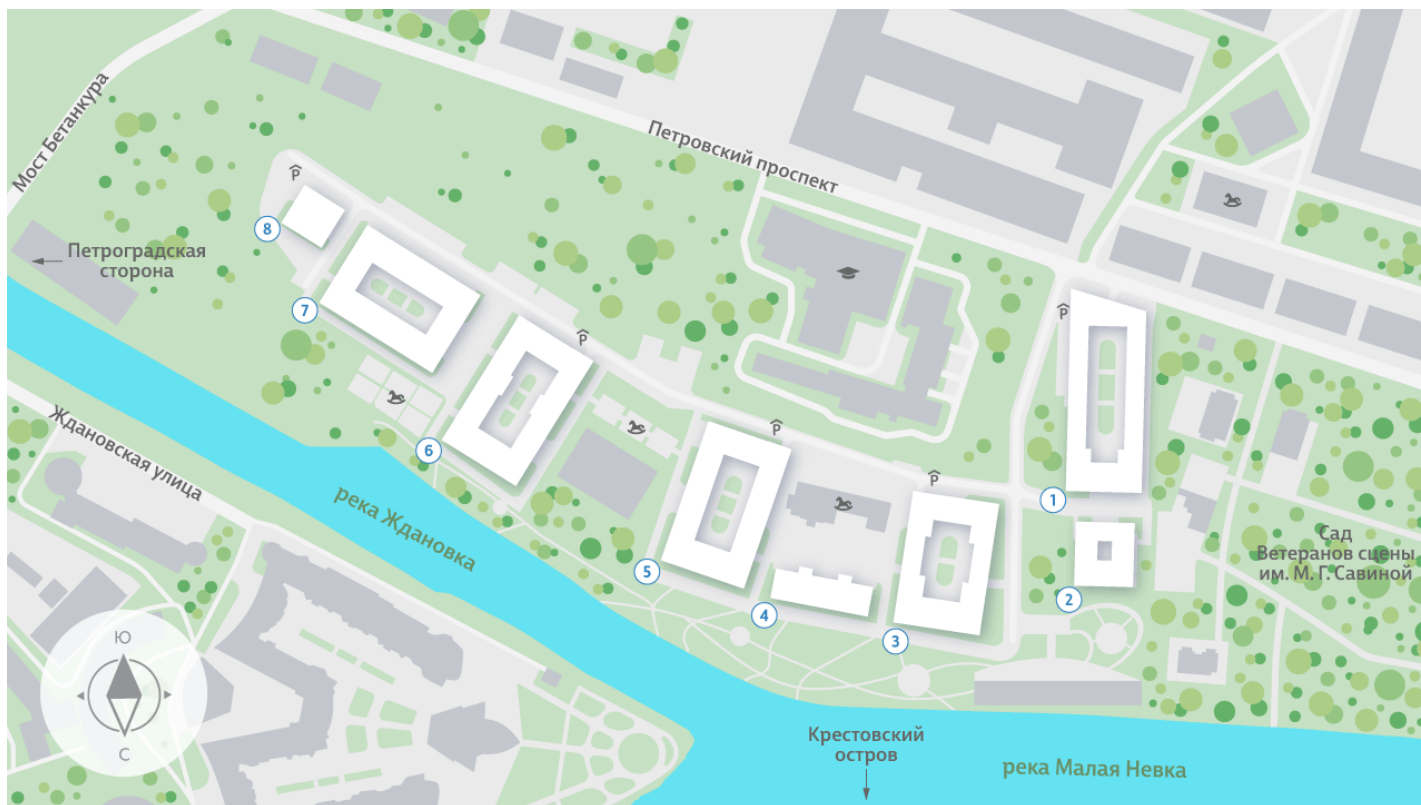 Мост Бетанкура
Петровский проспект
P
8
Петроградская
сторона
7
P
P
6
P
P
1
Ждановская улица
река Ждановка
5
4
3
2
Сад
Ветеранов сцены
им. М. Г. Савиной
Ю
С
Крестовский
остров
река Малая Невка